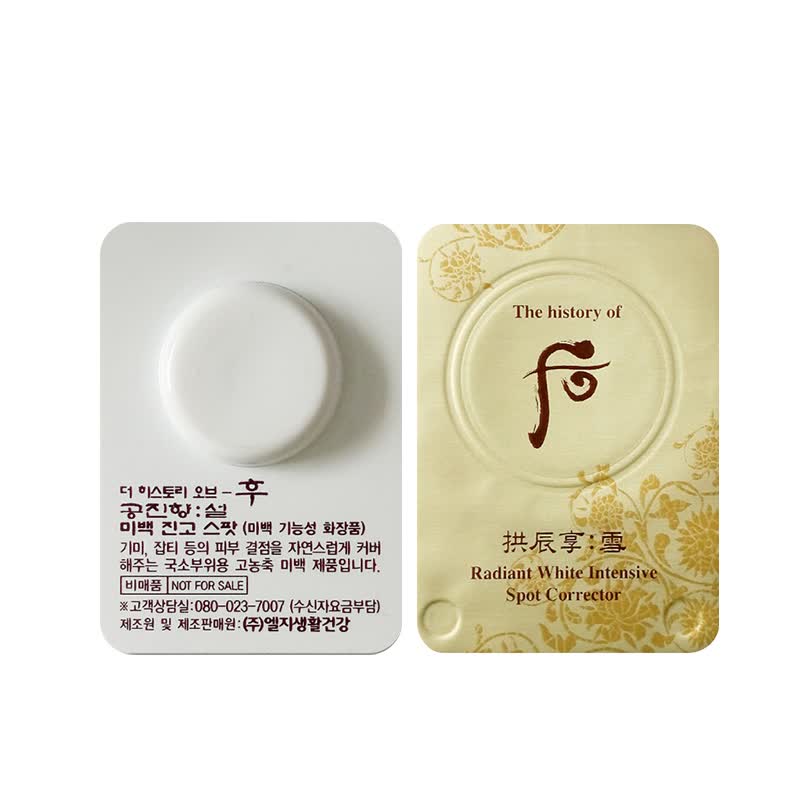 더 히스토리 오브 - 후
공진향:설
미백 진고 스팟 (미백 기능성 화장품)
기미, 잡티 등의 피부 결점을 자연스럽게 커버
해주는 국소부위용 고농축 미백 제품입니다.
비매품 NOT FOR SALE
※고객상담실:080-023-7007 (수신자요금부담)
제조원 및 제조판매원:(주)엘지생활건강
The history of
后
拱辰享:雪
Radiant White Intensive
Spot Corrector